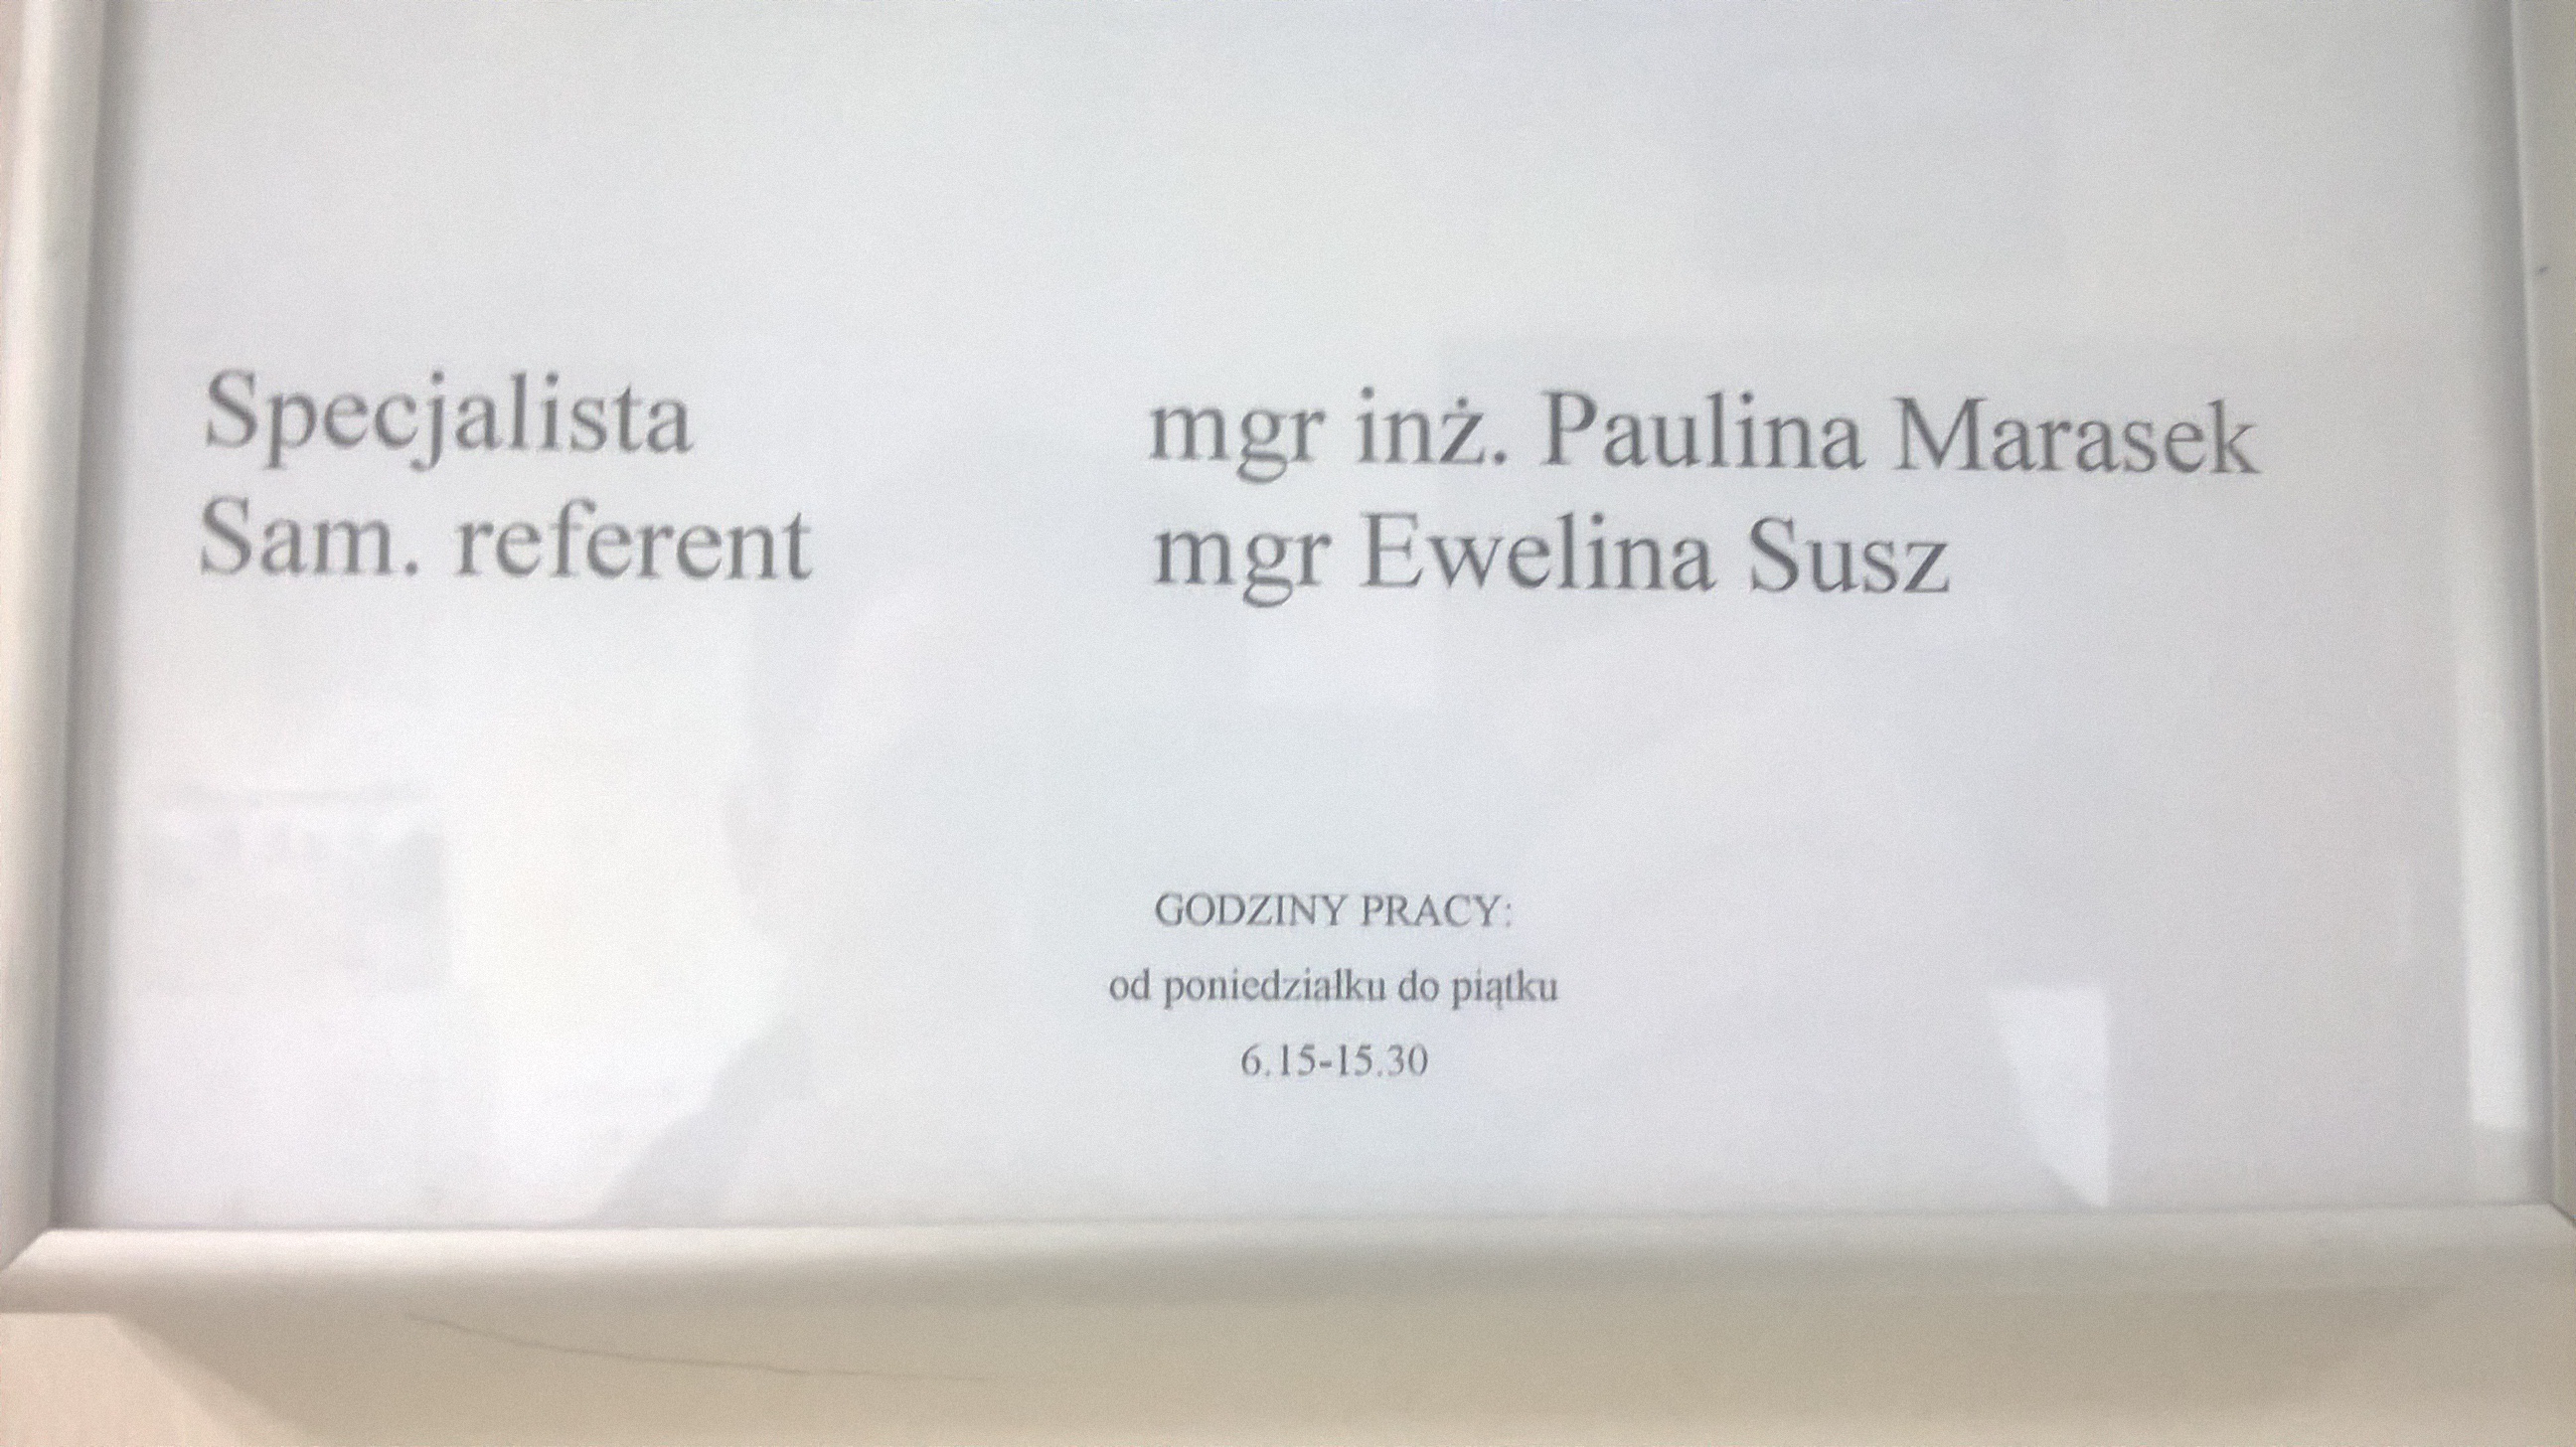 Specjalista mgr inż. Paulina Marasek
Sam. referent mgr Ewelina Susz
GODZINY PRACY:
od poniedziałku do piątku
6.15-15.30